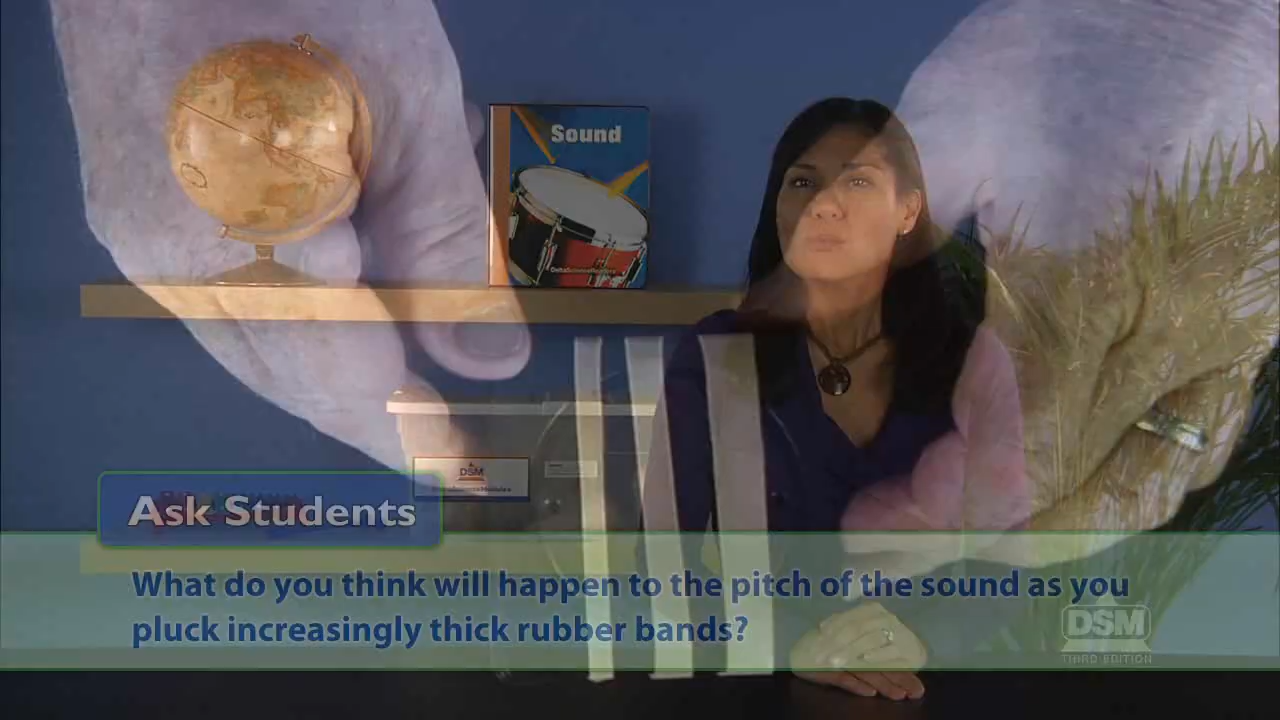 Sound
DeltaScienceReaders
DSM
Ask Students
What do you think will happen to the pitch of the sound as you
pluck increasingly thick rubber bands?
DSM
THIRD EDITION